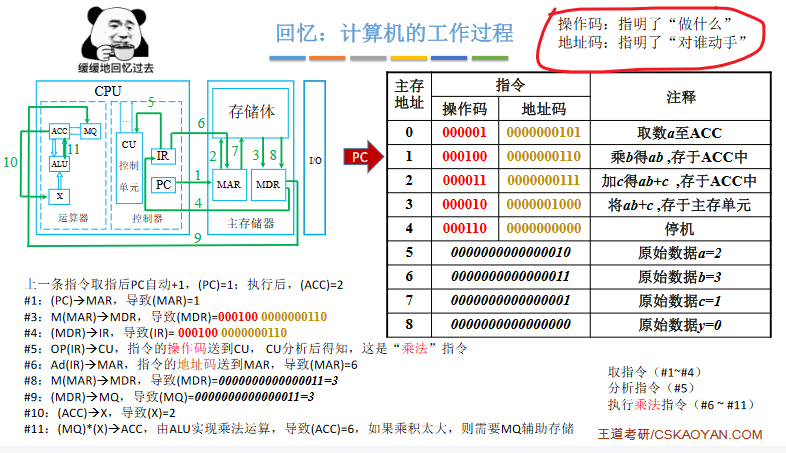 回忆：计算机的工作过程
操作码：指明了“做什么”
地址码：指明了“对谁动手”
缓缓地回忆过去
CPU
ACC
MQ
ALU
X
运算器
CU
控制
单元
IR
PC
控制器
存储体
MAR
MDR
主存储器
I/O
1
2
3
4
5
6
7
8
9
10
11
PC
主存地址 指令 注释
操作码 地址码
0 000001 0000000101 取数a至ACC
1 000100 0000000110 乘b得ab ,存于ACC中
2 000011 0000000111 加c得ab+c ,存于ACC中
3 000010 0000001000 将ab+c ,存于主存单元
4 000110 0000000000 停机
5 0000000000000010 原始数据a=2
6 0000000000000011 原始数据b=3
7 0000000000000001 原始数据c=1
8 0000000000000000 原始数据y=0
上一条指令取指后PC自动+1，(PC)=1；执行后，(ACC)=2
#1：(PC)→MAR，导致(MAR)=1
#3：M(MAR)→MDR，导致(MDR)=000100 0000000110
#4：(MDR)→IR，导致(IR)= 000100 0000000110
#5：OP(IR)→CU，指令的操作码送到CU， CU分析后得知，这是“乘法”指令
#6：Ad(IR)→MAR，指令的地址码送到MAR，导致(MAR)=6
#8：M(MAR)→MDR，导致(MDR)=0000000000000011=3
#9：(MDR)→MQ，导致(MQ)=0000000000000011=3
#10：(ACC)→X，导致(X)=2
#11：(MQ)*(X)→ACC，由ALU实现乘法运算，导致(ACC)=6，如果乘积太大，则需要MQ辅助存储
取指令（#1~#4）
分析指令（#5）
执行乘法指令（#6 ~ #11）
王道考研/CSKAOYAN.COM